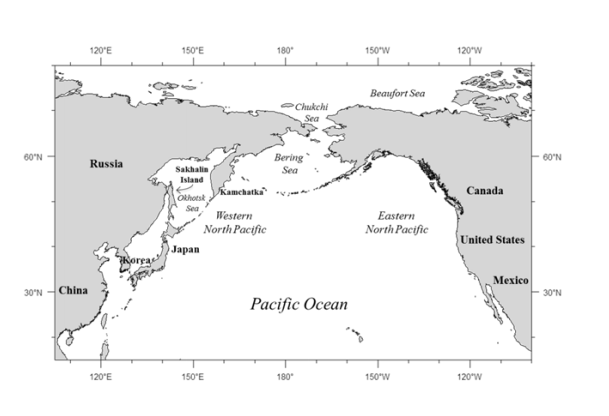 120°E 150°E 180° 150°W 120°W
Beaufort Sea
Chukchi
Sea
60°N 60°N
Russia
Bering
Sea
Sakhalin
Island
Kamchatka
Okhotsk
Sea
Canada
Western
North Pacific
Eastern
North Pacific
United States
Japan
Korea
Mexico
China
30°N 30°N
Pacific Ocean
120°E 150°E 180° 150°W 120°W